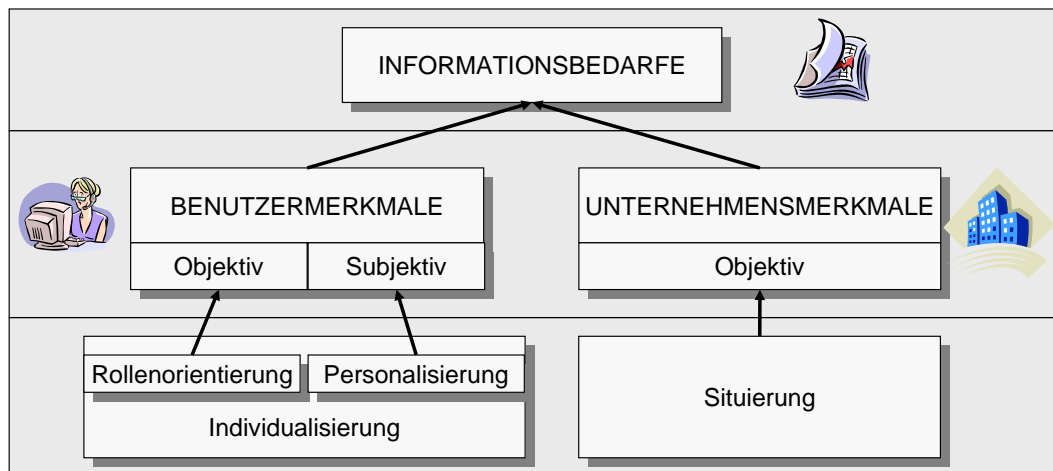 INFORMATIONSBEDARFE
BENUTZERMERKMALE
UNTERNEHMENSMERKMALE
Objektiv
Subjektiv
Objektiv
Rollenorientierung
Personalisierung
Situierung
Individualisierung